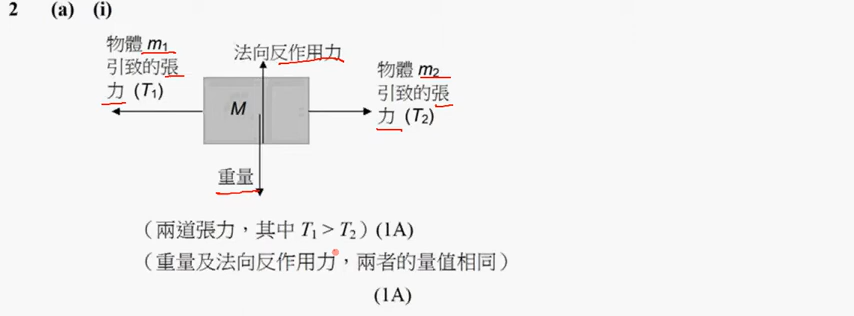 2 (a) (i)
物體 m₁
引致的張
力 (T₁)
法向反作用力
物體 m₂
引致的張
力 (T₂)
M
重量
（兩道張力，其中 T₁ > T₂）(1A)
（重量及法向反作用力，兩者的量值相同）
(1A)